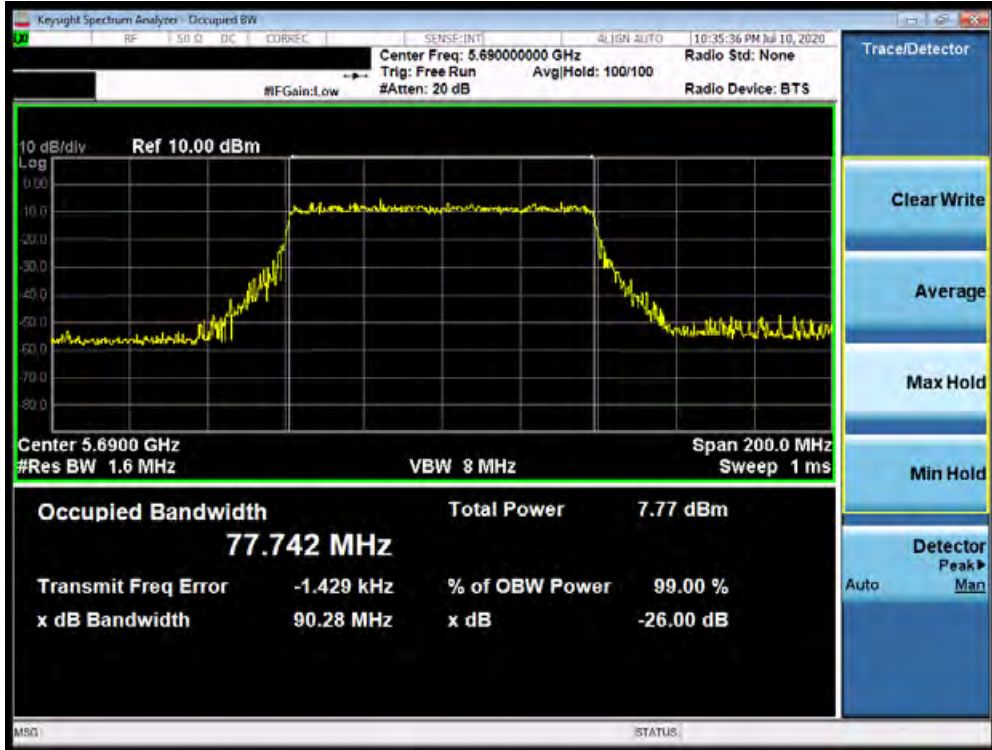 Keysight Spectrum Analyzer - Occupied BW
RF 50 Ω DC CORREC SENSE:INT ALIGN AUTO 10:35:36 PM Jul 10, 2020
Center Freq: 5.690000000 GHz Radio Std: None
Trig: Free Run Avg|Hold: 100/100
#IFGain:Low #Atten: 20 dB Radio Device: BTS
10 dB/div Ref 10.00 dBm
Log
0.00
-10.0
-20.0
-30.0
-40.0
-50.0
-60.0
-70.0
-80.0
Center 5.6900 GHz Span 200.0 MHz
#Res BW 1.6 MHz VBW 8 MHz Sweep 1 ms
Occupied Bandwidth Total Power 7.77 dBm
77.742 MHz
Transmit Freq Error -1.429 kHz % of OBW Power 99.00 %
x dB Bandwidth 90.28 MHz x dB -26.00 dB
MSG STATUS
Trace/Detector
Clear Write
Average
Max Hold
Min Hold
Detector
Peak▶
Auto Man